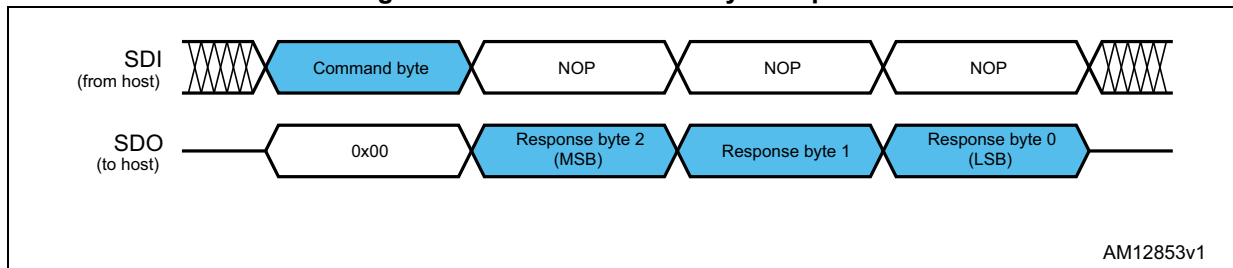 SDI
(from host)
Command byte
NOP
NOP
NOP
SDO
(to host)
0x00
Response byte 2
(MSB)
Response byte 1
Response byte 0
(LSB)
AM12853v1